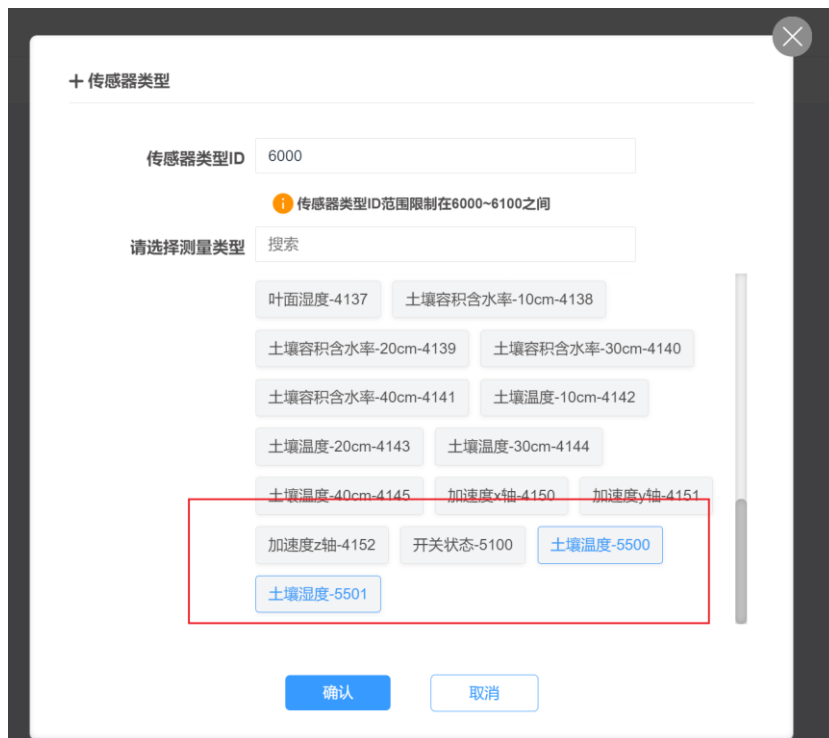 + 传感器类型
传感器类型ID 6000
传感器类型ID范围限制在6000~6100之间
请选择测量类型 搜索
叶面湿度-4137 土壤容积含水率-10cm-4138
土壤容积含水率-20cm-4139 土壤容积含水率-30cm-4140
土壤容积含水率-40cm-4141 土壤温度-10cm-4142
土壤温度-20cm-4143 土壤温度-30cm-4144
土壤温度-40cm-4145 加速度x轴-4150 加速度y轴-4151
加速度z轴-4152 开关状态-5100 土壤温度-5500
土壤湿度-5501
确认 取消